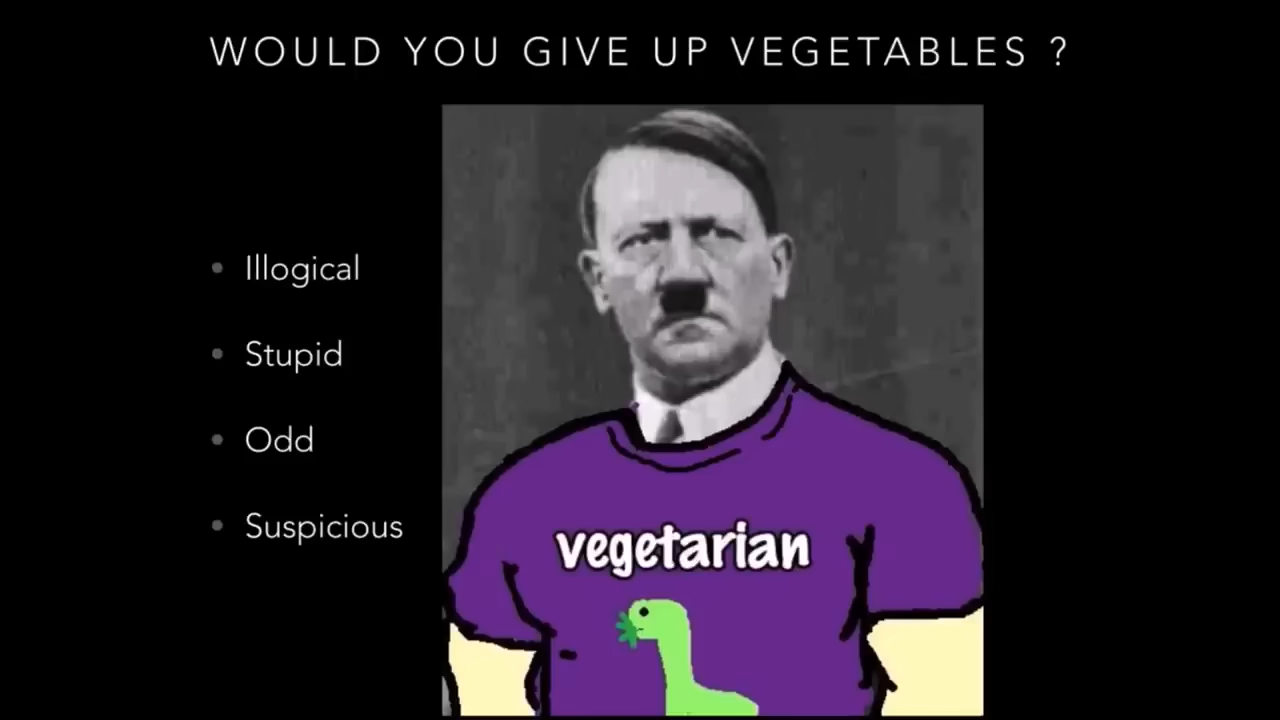 WOULD YOU GIVE UP VEGETABLES ?
• Illogical
• Stupid
• Odd
• Suspicious
vegetarian